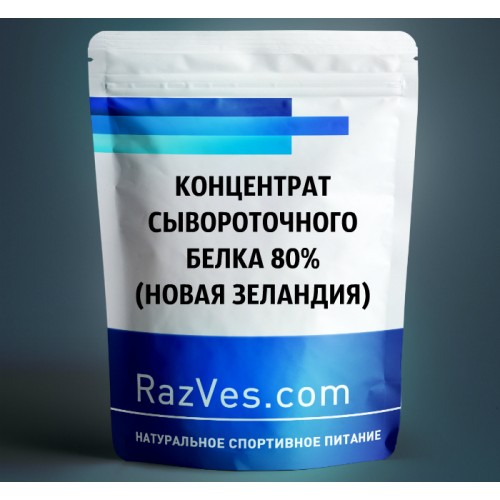 КОНЦЕНТРАТ
СЫВОРОТОЧНОГО
БЕЛКА 80%
(НОВАЯ ЗЕЛАНДИЯ)
RazVes.com
НАТУРАЛЬНОЕ СПОРТИВНОЕ ПИТАНИЕ